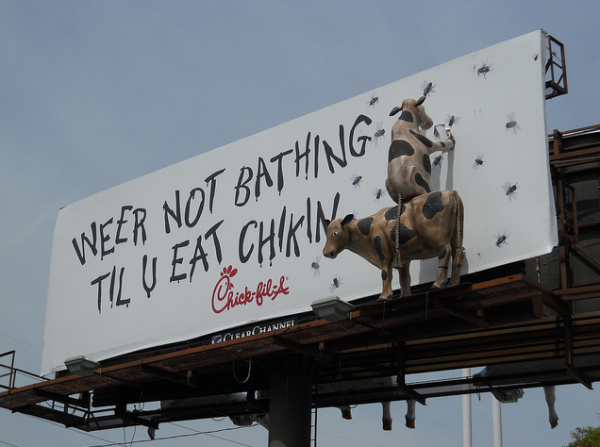 WEER NOT BATHING
TIL U EAT CHIKIN
Chick-fil-A
CLEAR CHANNEL